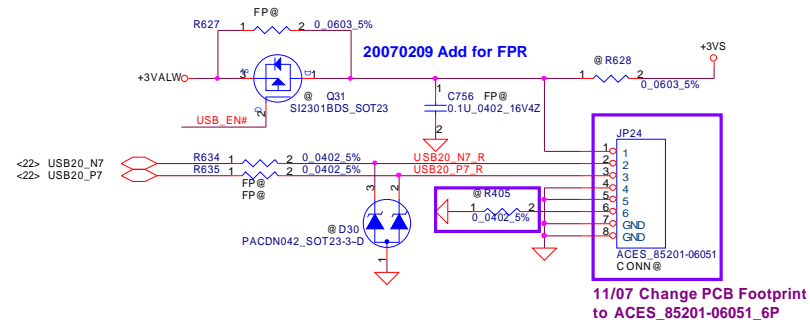 FP@
R627 1 2 0_0603_5%
20070209 Add for FPR
+3VS
@ R628
1 2
0_0603_5%
+3VALW
3 S D 1
G
2
@ Q31
SI2301BDS_SOT23
USB_EN#
1
C756 FP@
0.1U_0402_16V4Z
2
JP24
1 1
2 2
3 3
4 4
5 5
6 6
7 GND
8 GND
ACES_85201-06051
CONN@
<22> USB20_N7 R634 1 2 0_0402_5% USB20_N7_R
<22> USB20_P7 R635 1 2 0_0402_5% USB20_P7_R
FP@
FP@
3 2
@ D30
PACDN042_SOT23-3~D
1
@ R405
1 2
0_0402_5%
11/07 Change PCB Footprint
to ACES_85201-06051_6P